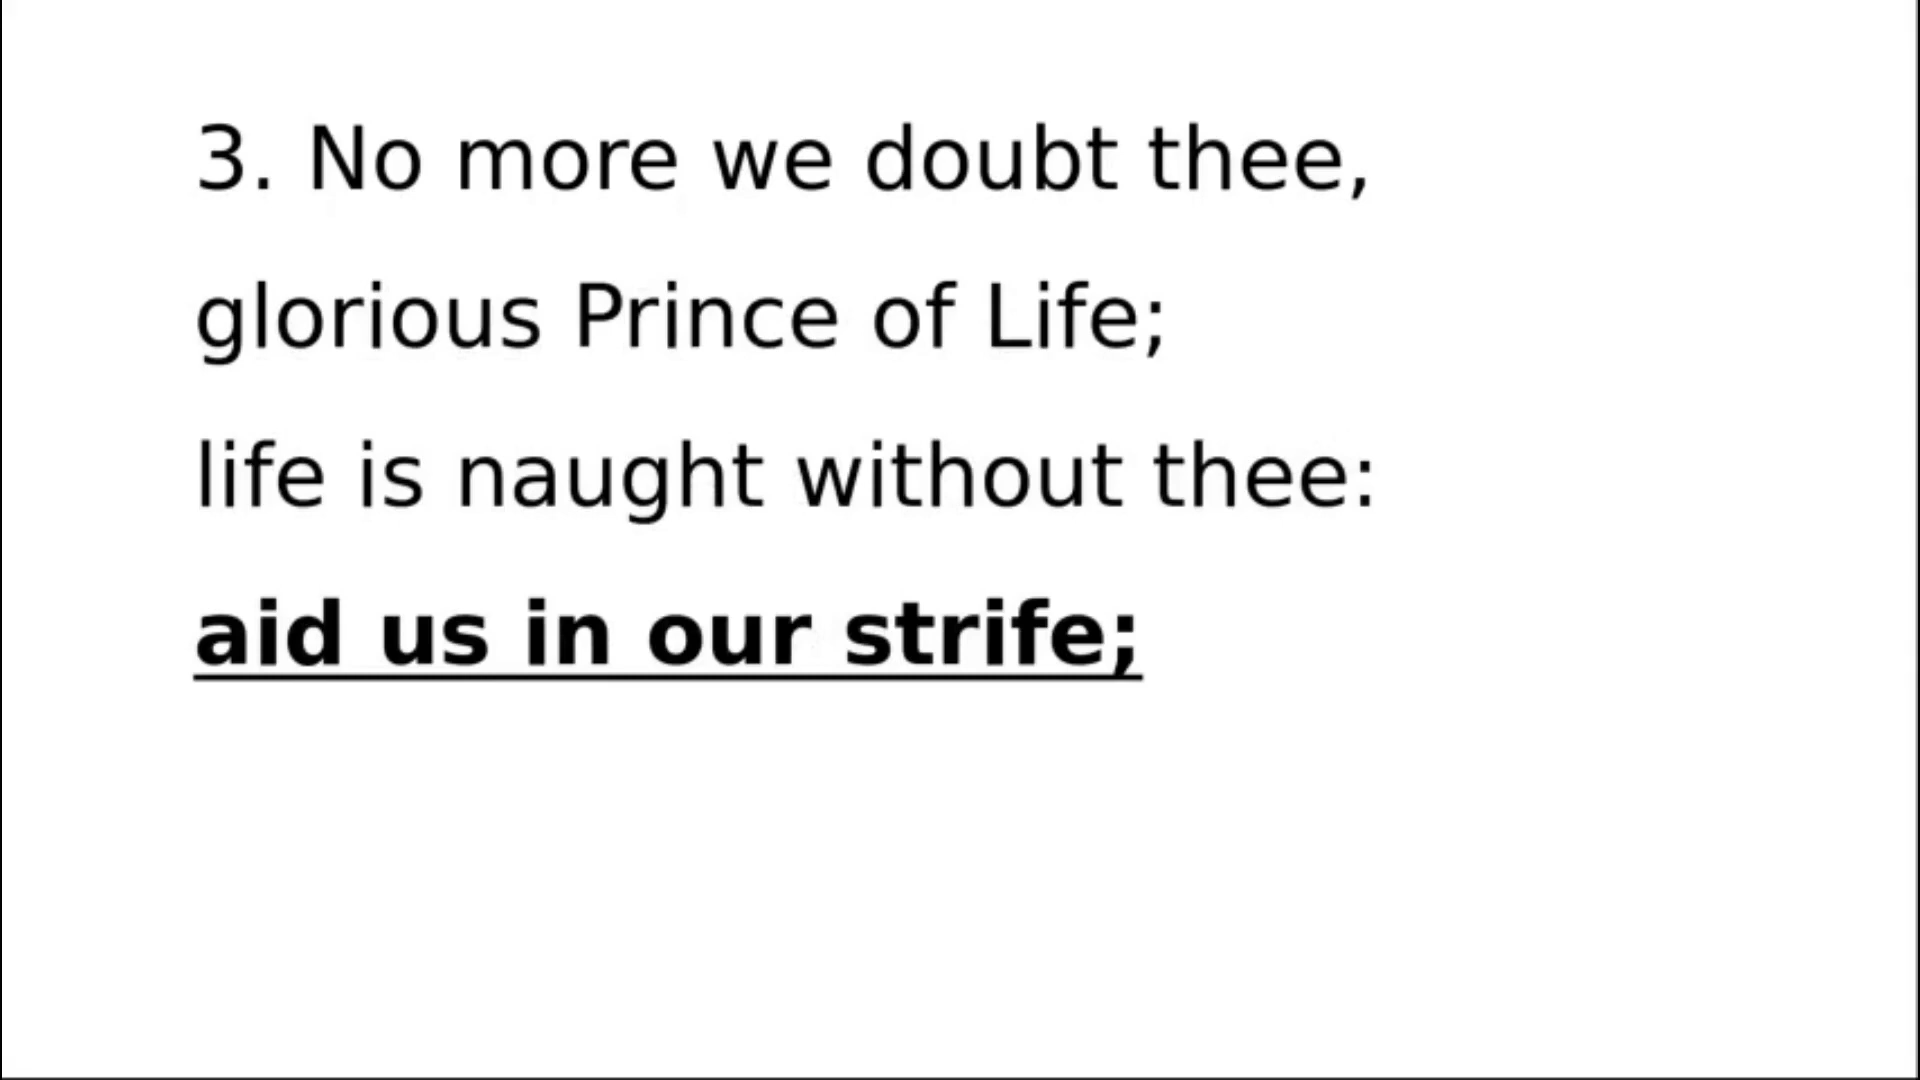 3. No more we doubt thee,
glorious Prince of Life;
life is naught without thee:
aid us in our strife;